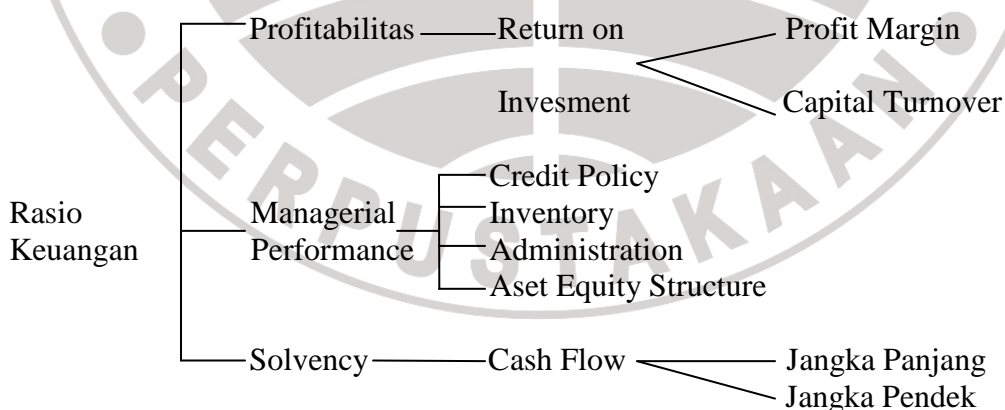 Profitabilitas Return on Profit Margin
Invesment Capital Turnover
Credit Policy
Rasio Managerial Inventory
Keuangan Performance Administration
Aset Equity Structure
Solvency Cash Flow Jangka Panjang
Jangka Pendek
PERPUSTAKAAN